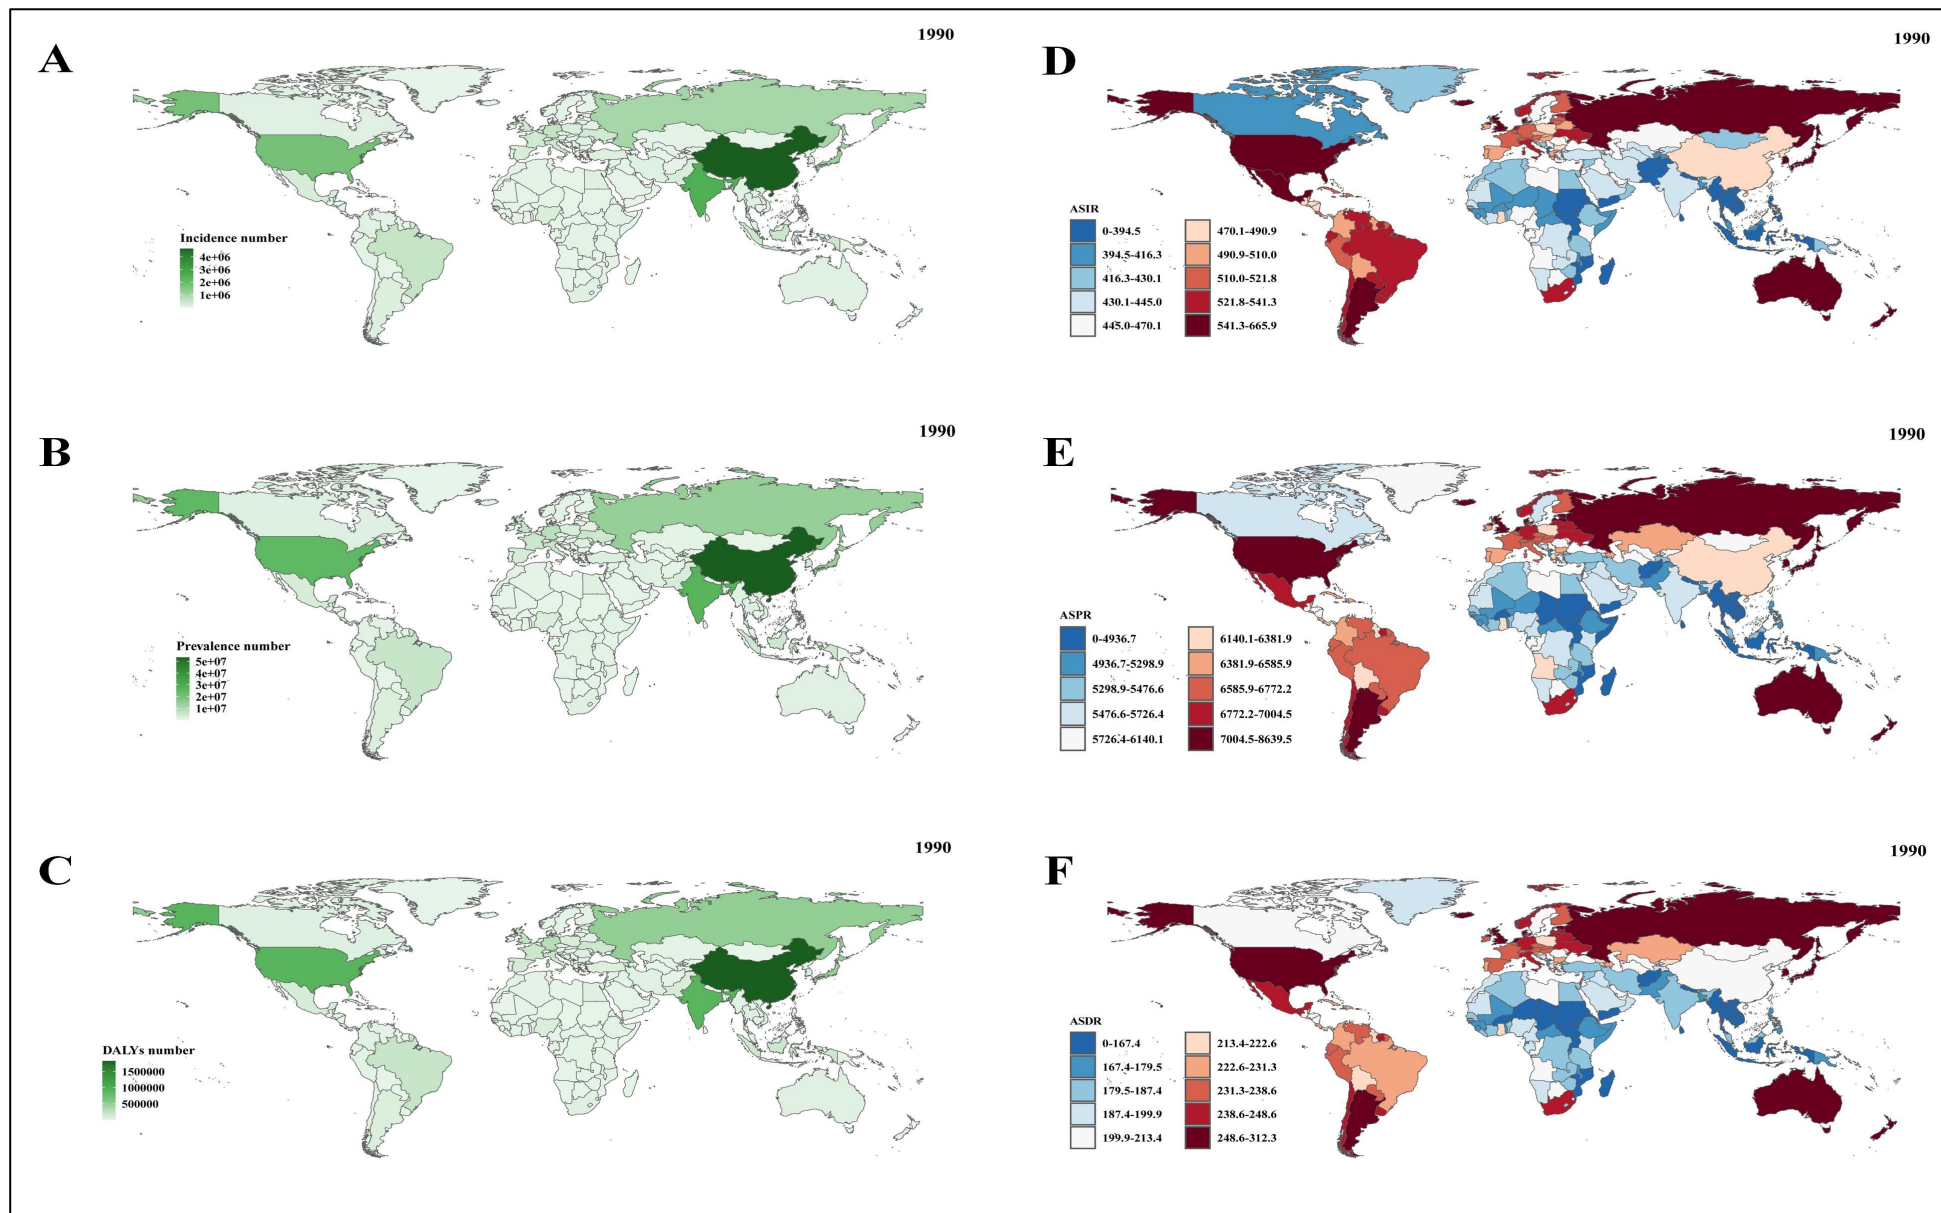 A
1990
Incidence number
4e+06
3e+06
2e+06
1e+06
B
1990
Prevalence number
5e+07
4e+07
3e+07
2e+07
1e+07
C
1990
DALYs number
1500000
1000000
500000
D
1990
ASIR
0-394.5
394.5-416.3
416.3-430.1
430.1-445.0
445.0-470.1
470.1-490.9
490.9-510.0
510.0-521.8
521.8-541.3
541.3-665.9
E
1990
ASPR
0-4936.7
4936.7-5298.9
5298.9-5476.6
5476.6-5726.4
5726.4-6140.1
6140.1-6381.9
6381.9-6585.9
6585.9-6772.2
6772.2-7004.5
7004.5-8639.5
F
1990
ASDR
0-167.4
167.4-179.5
179.5-187.4
187.4-199.9
199.9-213.4
213.4-222.6
222.6-231.3
231.3-238.6
238.6-248.6
248.6-312.3